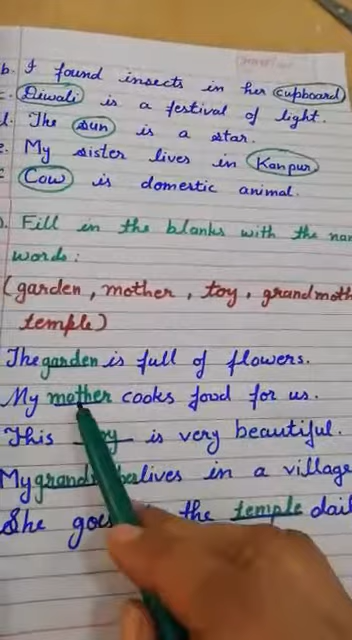 b. I found insects in her cupboard
c. Diwali is a festival of light.
d. The sun is a star.
e. My sister lives in Kanpur
Cow is domestic animal.
Fill in the blanks with the
words:
(garden, mother, toy,
temple)
The garden is full of flowers.
My mother cooks food for us.
This is very beautiful.
My lives in a village
She the temple